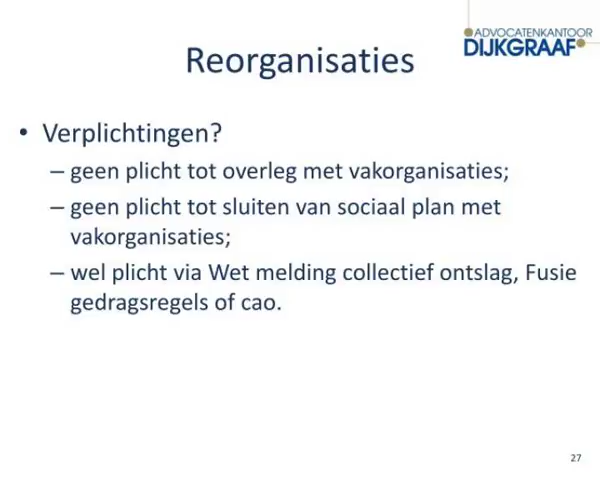 ADVOCATENKANTOOR
DIJKGRAAF
Reorganisaties
• Verplichtingen?
– geen plicht tot overleg met vakorganisaties;
– geen plicht tot sluiten van sociaal plan met
vakorganisaties;
– wel plicht via Wet melding collectief ontslag, Fusie
gedragsregels of cao.
27